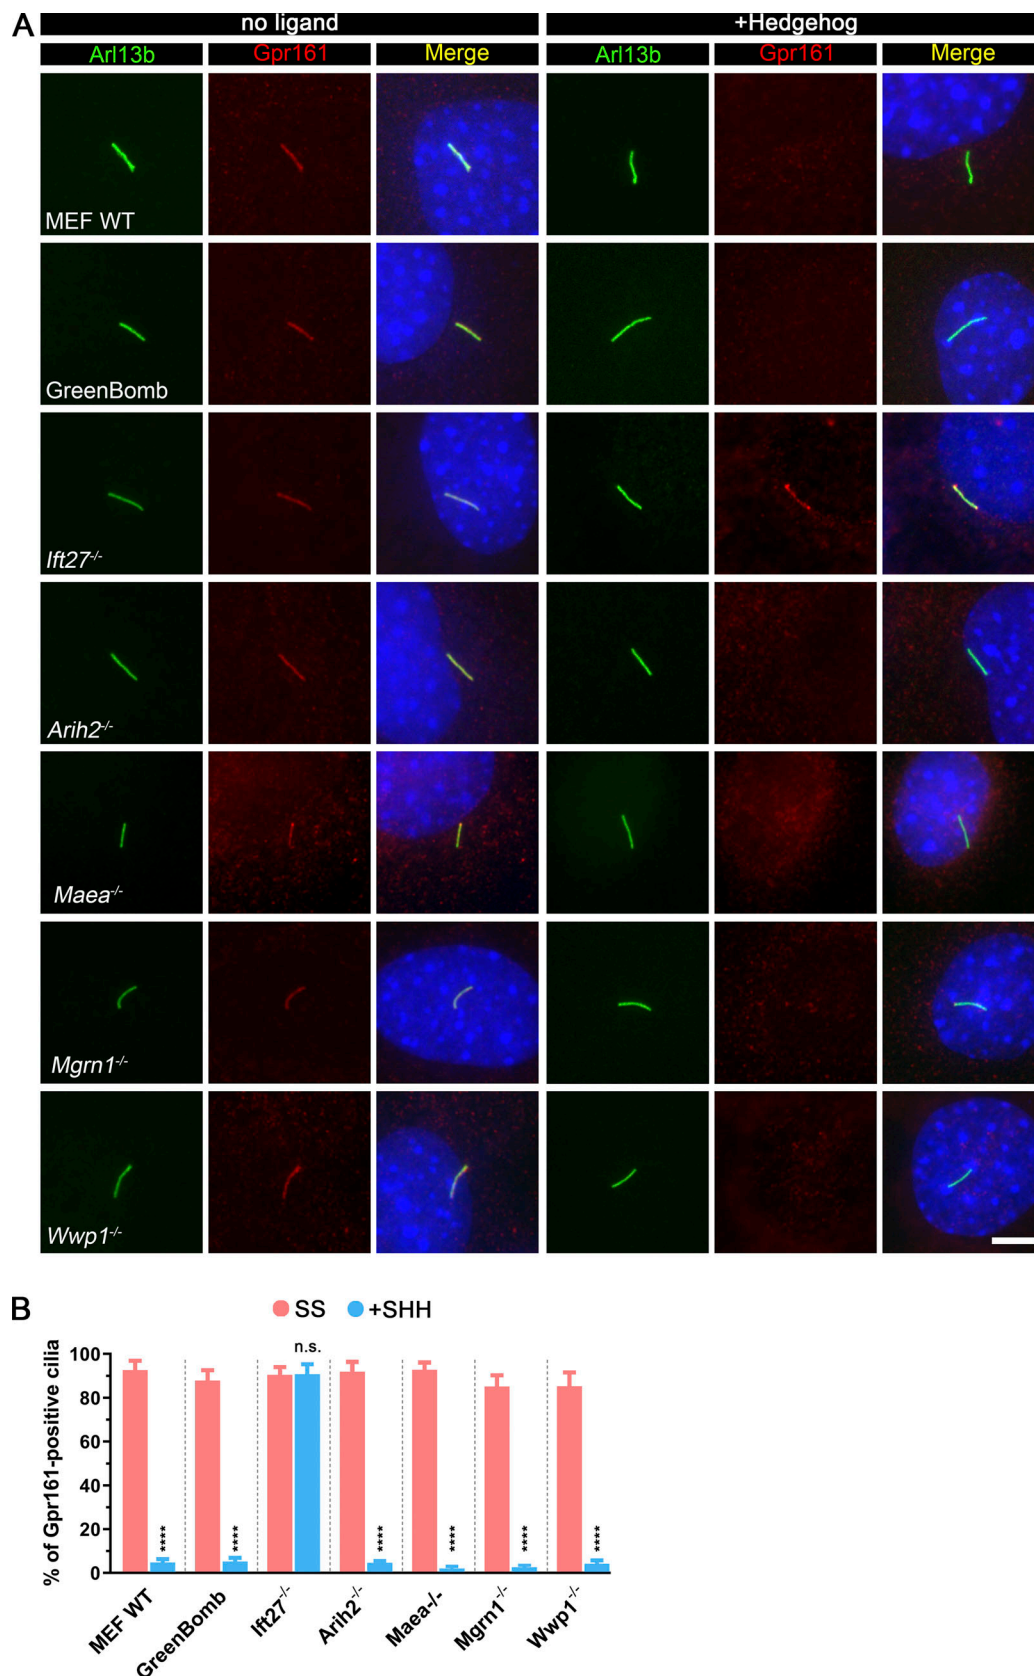 A
no ligand
+Hedgehog
Arl13b Gpr161 Merge Arl13b Gpr161 Merge
MEF WT
GreenBomb
Ift27-/-
Arih2-/-
Maea-/-
Mgrn1-/-
Wwp1-/-
B
SS +SHH
% of Gpr161-positive cilia
100
80
60
40
20
0
n.s.
**** **** **** **** **** ****
MEF WT
GreenBomb
Ift27-/-
Arih2-/-
Maea-/-
Mgrn1-/-
Wwp1-/-